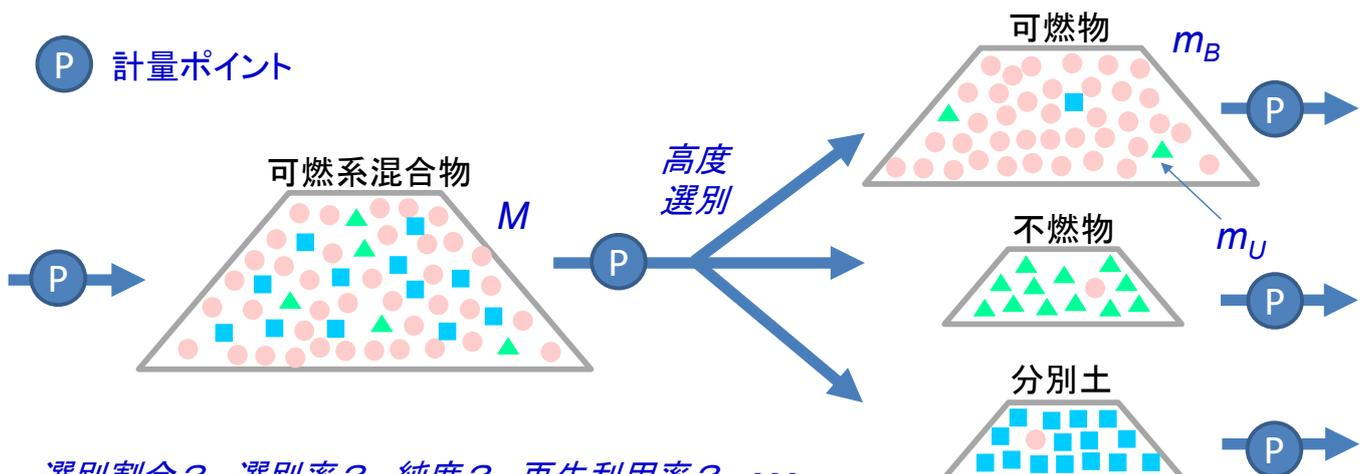 P 計量ポイント
可燃物
m_B
P
高度
選別
可燃系混合物
M
m_U
不燃物
P
P
P
分別土
P
選別割合？ 選別率？ 純度？ 再生利用率？ …